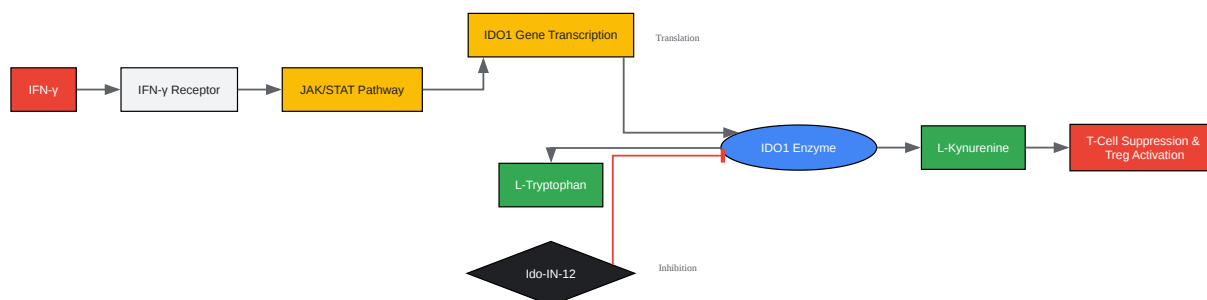 IDO1 Gene Transcription
Translation
IFN-γ
IFN-γ Receptor
JAK/STAT Pathway
IDO1 Enzyme
L-Kynurenine
T-Cell Suppression &
Treg Activation
L-Tryptophan
Ido-IN-12
Inhibition